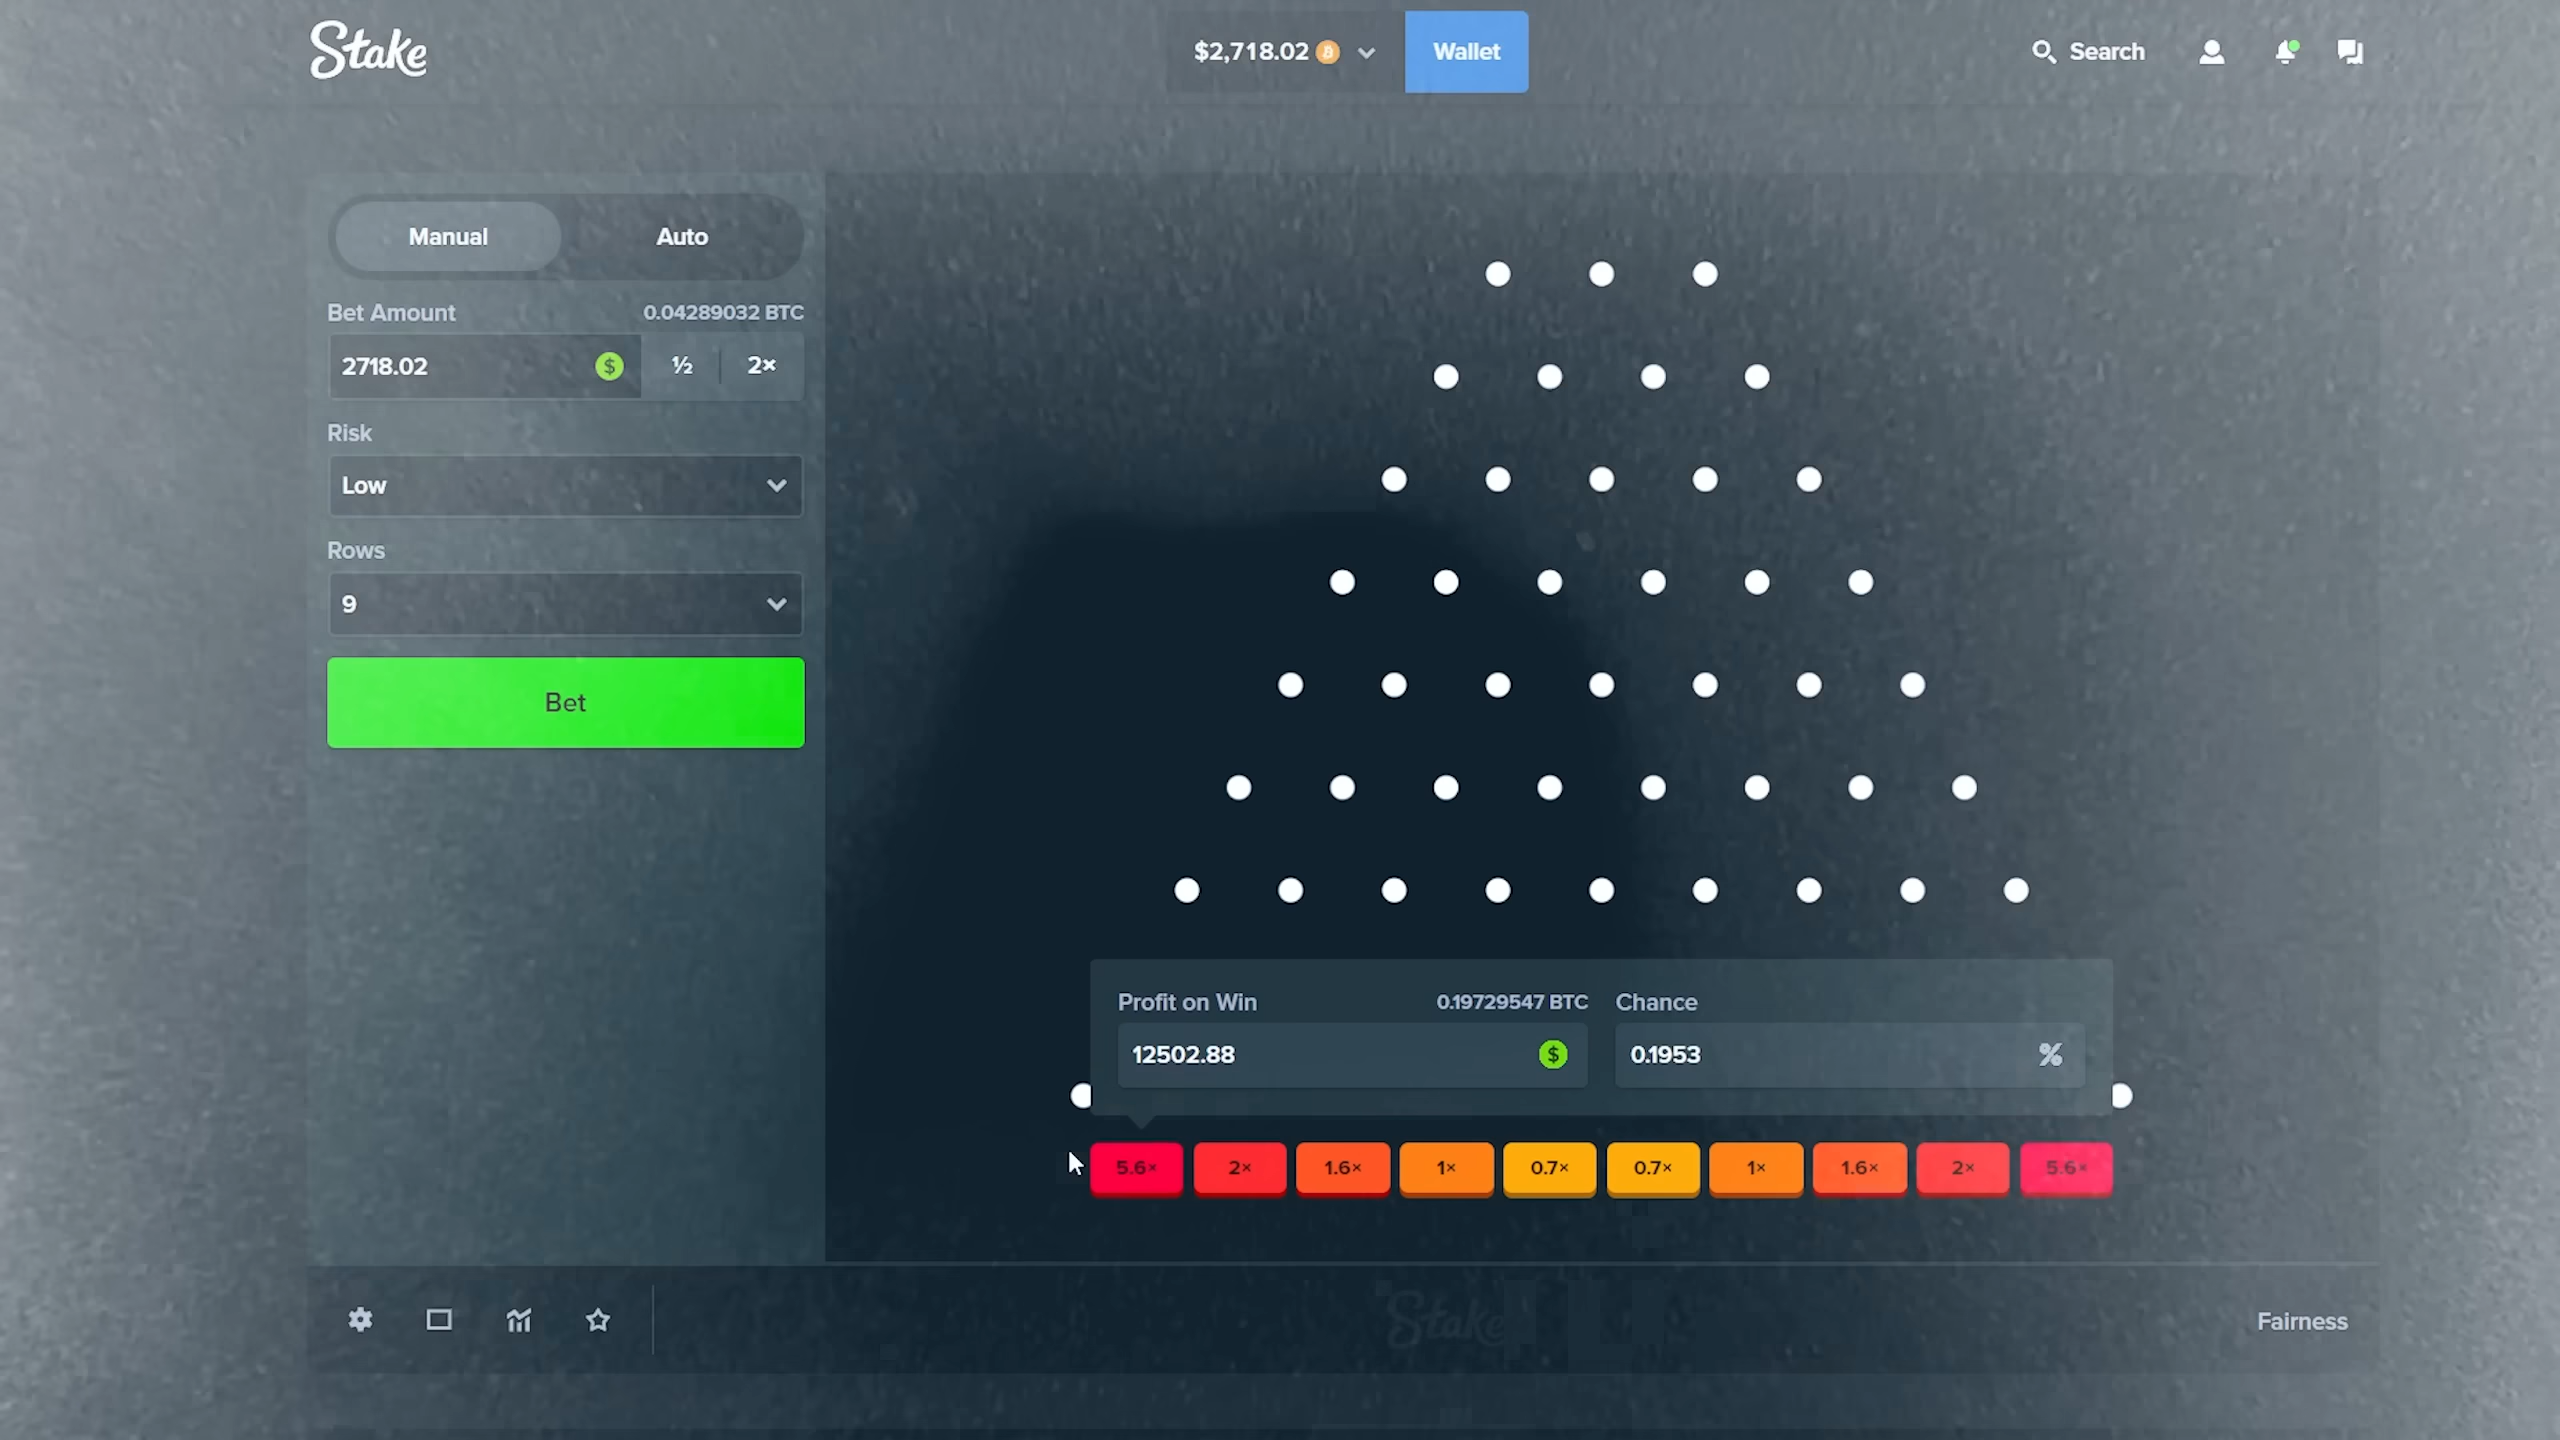 Stake
$2,718.02
Wallet
Search
Manual
Auto
Bet Amount
0.04289032 BTC
2718.02
$
½
2×
Risk
Low
Rows
9
Bet
Profit on Win
0.19729547 BTC
12502.88
$
Chance
0.1953
%
5.6×
2×
1.6×
1×
0.7×
0.7×
1×
1.6×
2×
5.6×
Stake
Fairness